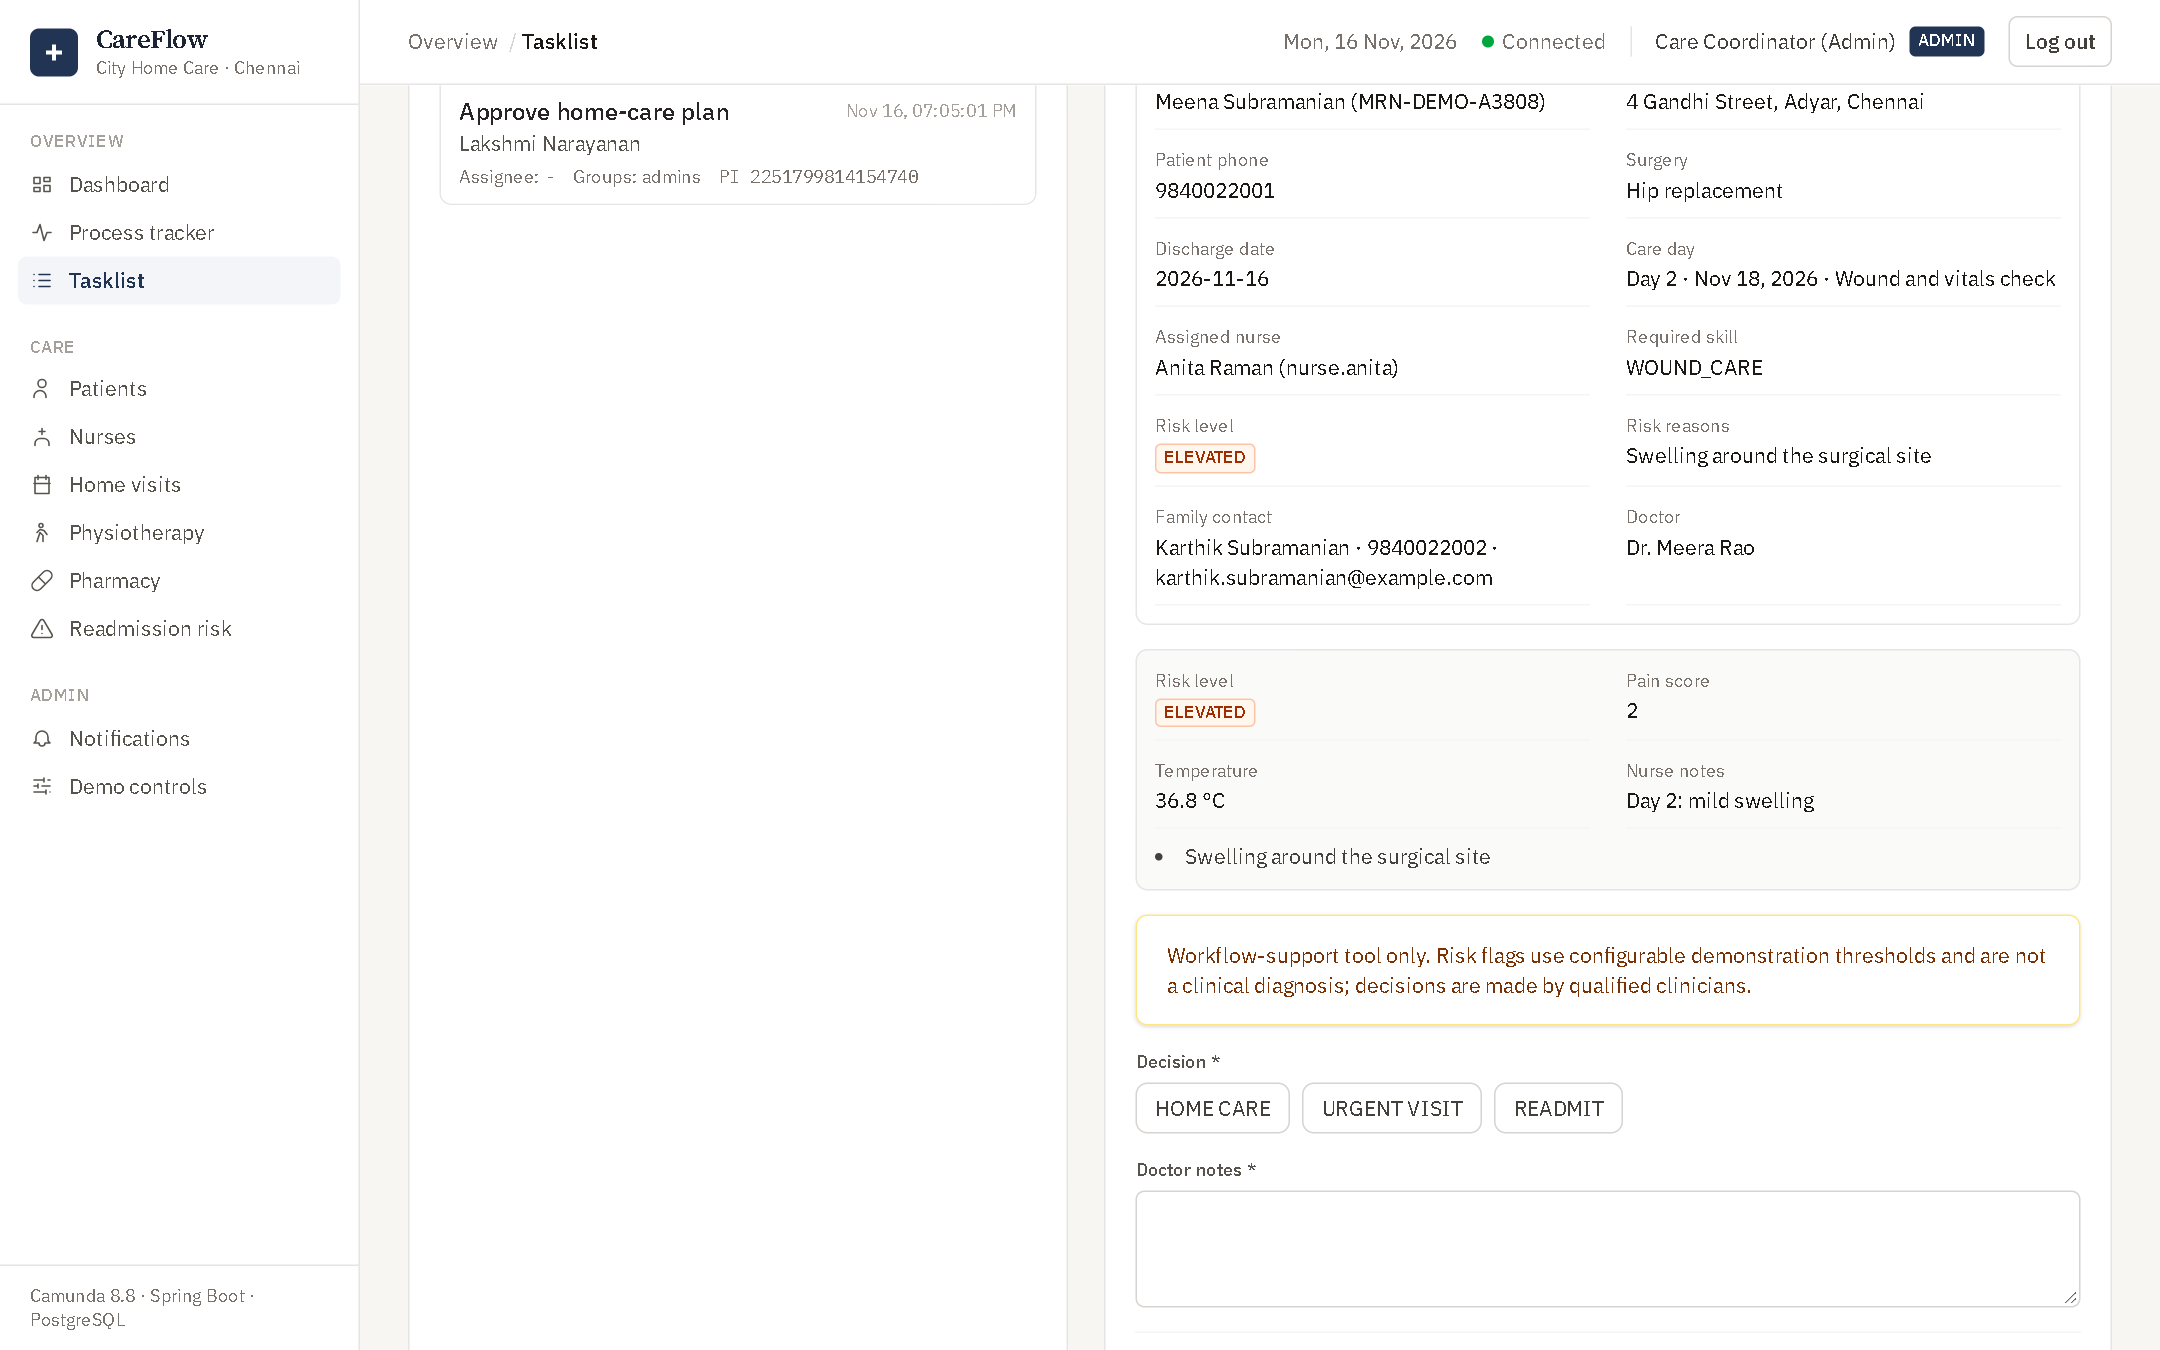 CareFlow
City Home Care · Chennai
OVERVIEW
Dashboard
Process tracker
Tasklist
CARE
Patients
Nurses
Home visits
Physiotherapy
Pharmacy
Readmission risk
ADMIN
Notifications
Demo controls
Camunda 8.8 · Spring Boot ·
PostgreSQL
Overview / Tasklist
Mon, 16 Nov, 2026
Connected
Care Coordinator (Admin)
ADMIN
Log out
Approve home-care plan
Nov 16, 07:05:01 PM
Lakshmi Narayanan
Assignee: - Groups: admins PI 2251799814154740
Meena Subramanian (MRN-DEMO-A3808)
4 Gandhi Street, Adyar, Chennai
Patient phone
9840022001
Surgery
Hip replacement
Discharge date
2026-11-16
Care day
Day 2 · Nov 18, 2026 · Wound and vitals check
Assigned nurse
Anita Raman (nurse.anita)
Required skill
WOUND_CARE
Risk level
ELEVATED
Risk reasons
Swelling around the surgical site
Family contact
Karthik Subramanian · 9840022002 ·
karthik.subramanian@example.com
Doctor
Dr. Meera Rao
Risk level
ELEVATED
Pain score
2
Temperature
36.8 °C
Nurse notes
Day 2: mild swelling
• Swelling around the surgical site
Workflow-support tool only. Risk flags use configurable demonstration thresholds and are not
a clinical diagnosis; decisions are made by qualified clinicians.
Decision *
HOME CARE
URGENT VISIT
READMIT
Doctor notes *